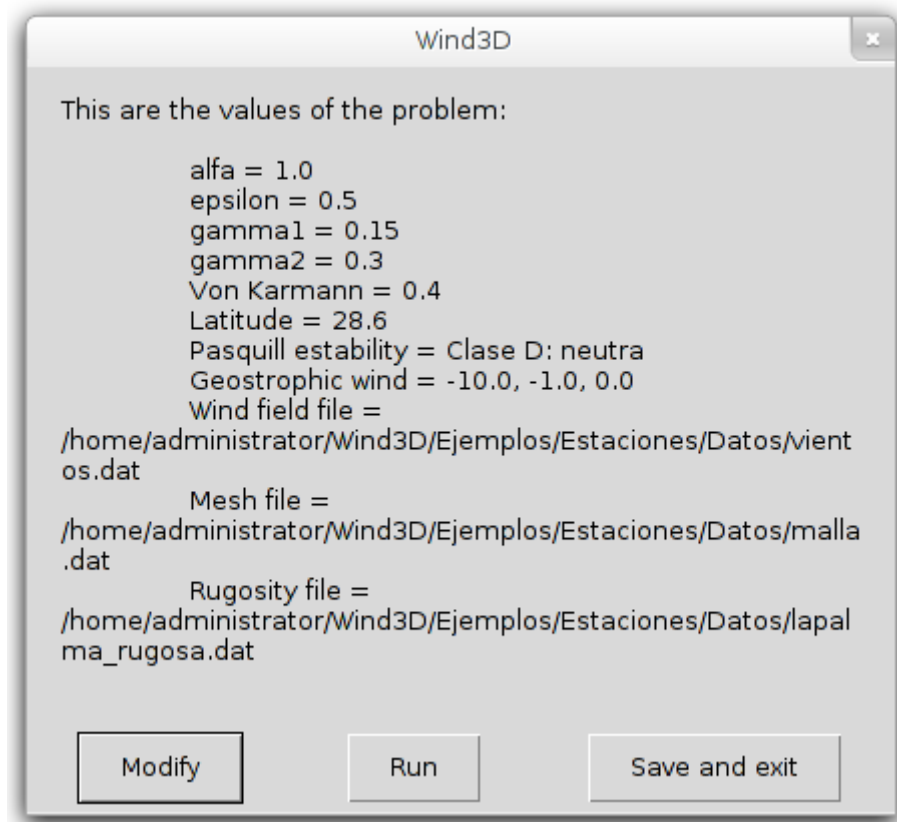 Wind3D
This are the values of the problem:
alfa = 1.0
epsilon = 0.5
gamma1 = 0.15
gamma2 = 0.3
Von Karmann = 0.4
Latitude = 28.6
Pasquill estability = Clase D: neutra
Geostrophic wind = -10.0, -1.0, 0.0
Wind field file =
/home/administrator/Wind3D/Ejemplos/Estaciones/Datos/vient
os.dat
Mesh file =
/home/administrator/Wind3D/Ejemplos/Estaciones/Datos/malla
.dat
Rugosity file =
/home/administrator/Wind3D/Ejemplos/Estaciones/Datos/lapal
ma_rugosa.dat
Modify Run Save and exit